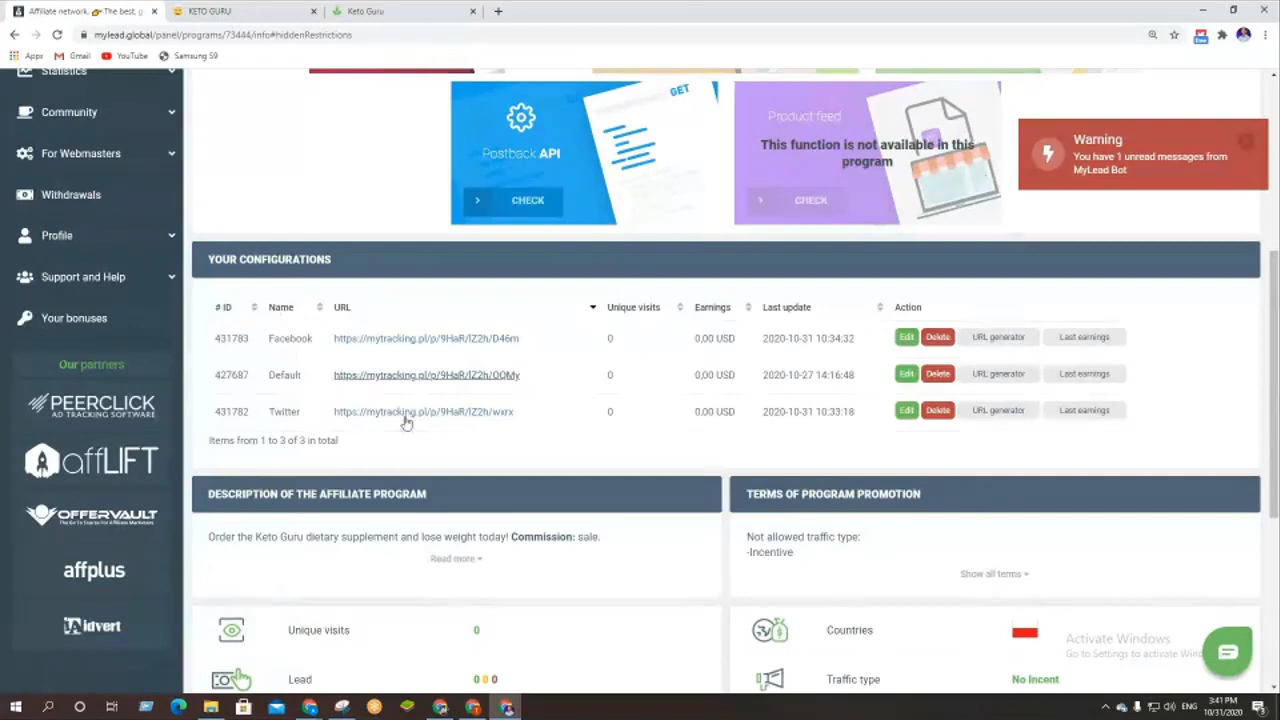 Affiliate network, 👉 The best, g
KETO GURU
Keto Guru
mylead.global/panel/programs/73444/info#hiddenRestrictions
Apps
Gmail
YouTube
Samsung S9
Statistics
Community
For Webmasters
Withdrawals
Profile
Support and Help
Your bonuses
Our partners
PEERCLICK
AD TRACKING SOFTWARE
affLIFT
OFFERVAULT
affplus
Advert
Postback API
GET
CHECK
Product feed
This function is not available in this
program
CHECK
Warning
You have 1 unread messages from
MyLead Bot
YOUR CONFIGURATIONS
# ID Name URL Unique visits Earnings Last update Action
431783 Facebook https://mytracking.pl/p/9HaR/lZ2h/D46m 0 0,00 USD 2020-10-31 10:34:32 Edit Delete URL generator Last earnings
427687 Default https://mytracking.pl/p/9HaR/lZ2h/OQMy 0 0,00 USD 2020-10-27 14:16:48 Edit Delete URL generator Last earnings
431782 Twitter https://mytracking.pl/p/9HaR/lZ2h/wxrx 0 0,00 USD 2020-10-31 10:33:18 Edit Delete URL generator Last earnings
Items from 1 to 3 of 3 in total
DESCRIPTION OF THE AFFILIATE PROGRAM
Order the Keto Guru dietary supplement and lose weight today! Commission: sale.
Read more
TERMS OF PROGRAM PROMOTION
Not allowed traffic type:
-Incentive
Show all terms
Unique visits 0
Lead 0 0 0
Countries
Traffic type No Incent
Activate Windows
Go to Settings to activate Wind
ENG
3:41 PM
10/31/2020